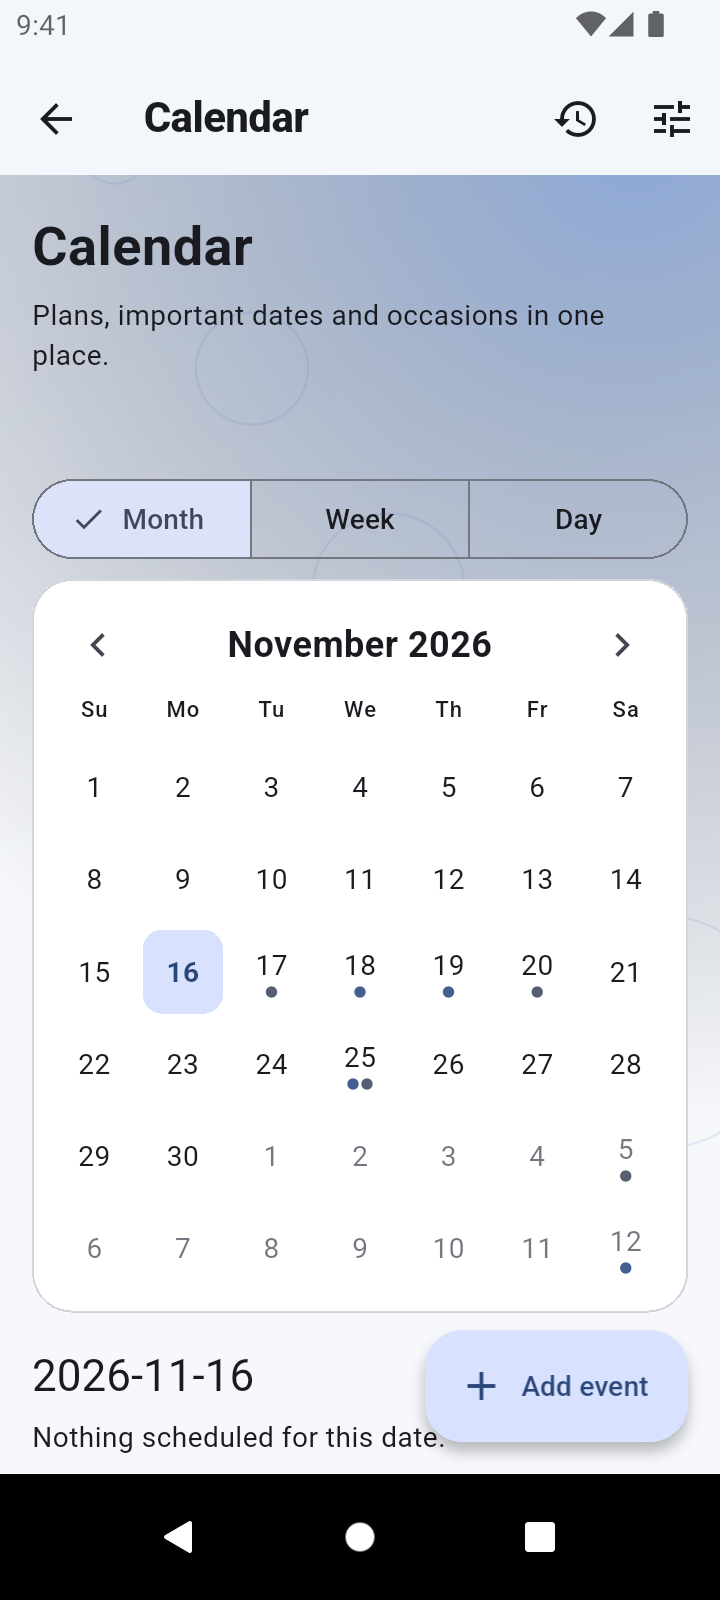 9:41
Calendar
Calendar
Plans, important dates and occasions in one
place.
Month Week Day
November 2026
Su Mo Tu We Th Fr Sa
1 2 3 4 5 6 7
8 9 10 11 12 13 14
15 16 17 18 19 20 21
22 23 24 25 26 27 28
29 30 1 2 3 4 5
6 7 8 9 10 11 12
2026-11-16
Add event
Nothing scheduled for this date.